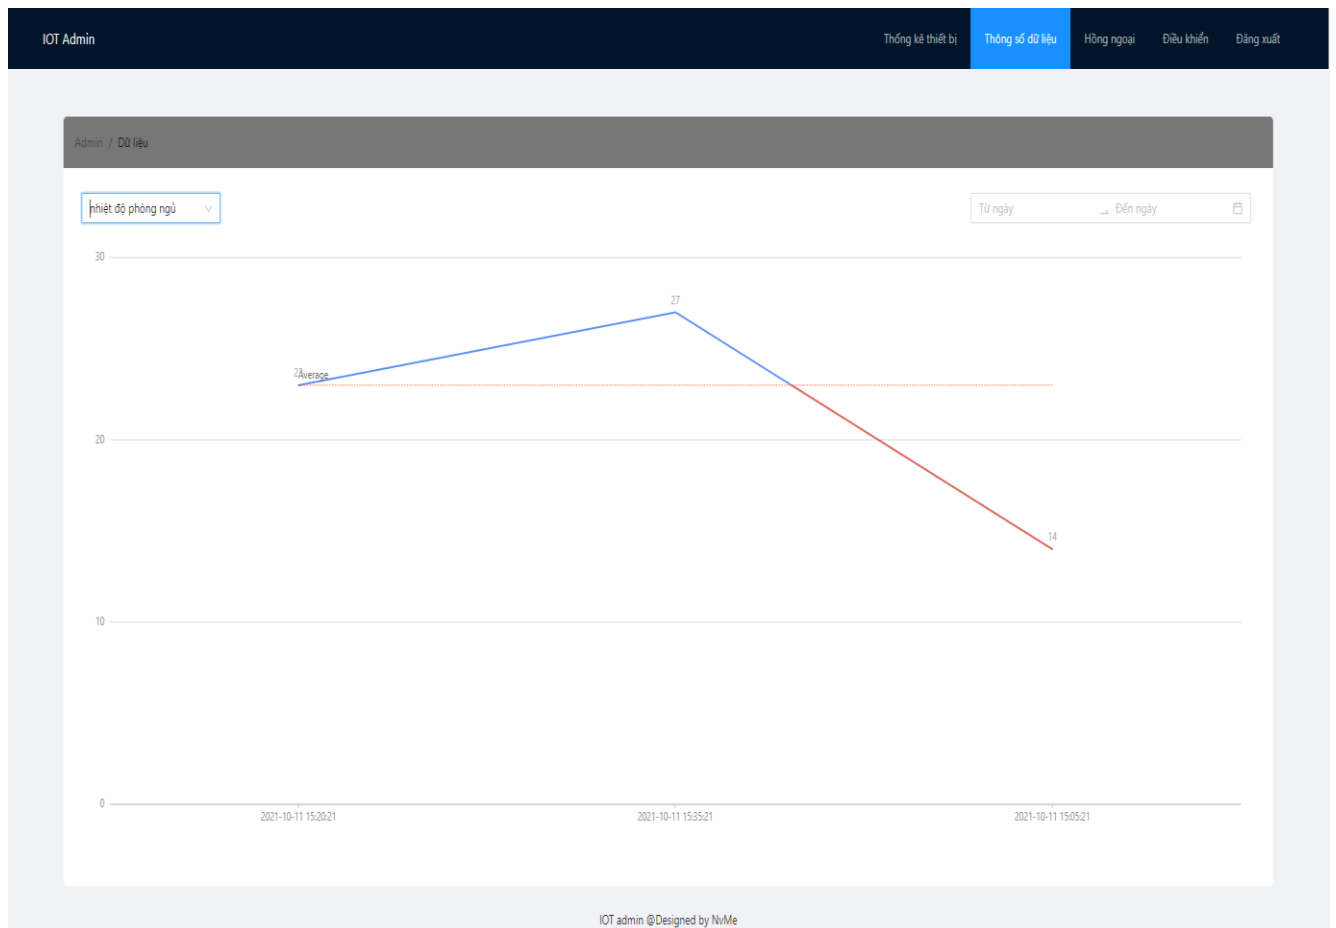 IOT Admin
Thống kê thiết bị
Thông số dữ liệu
Hồng ngoại
Điều khiển
Đăng xuất
Admin / Dữ liệu
nhiệt độ phòng ngủ
Từ ngày
Đến ngày
30
27
Average
20
14
10
0
2021-10-11 15:20:21
2021-10-11 15:35:21
2021-10-11 15:05:21
IOT admin @Designed by NvMe